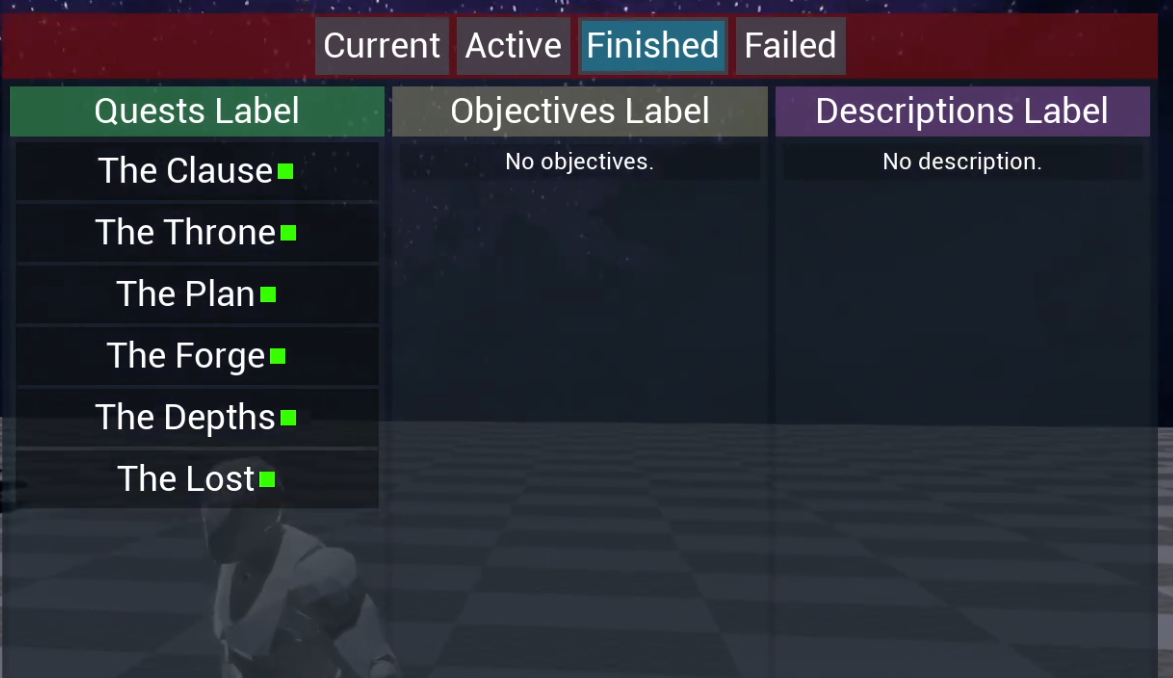 Current Active Finished Failed
Quests Label Objectives Label Descriptions Label
The Clause No objectives. No description.
The Throne
The Plan
The Forge
The Depths
The Lost